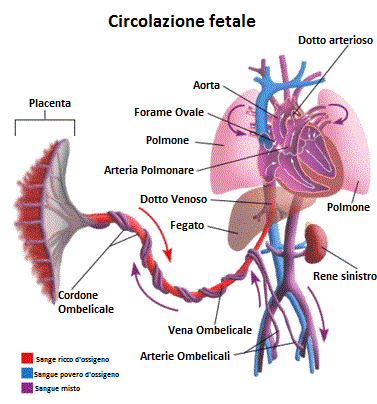 Circolazione fetale
Dotto arterioso
Aorta
Placenta
Forame Ovale
Polmone
Arteria Polmonare
Dotto Venoso
Polmone
Fegato
Rene sinistro
Cordone
Ombelicale
Vena Ombelicale
Arterie Ombelicali
Sange ricco d'ossigeno
Sangue povero d'ossigeno
Sangue misto